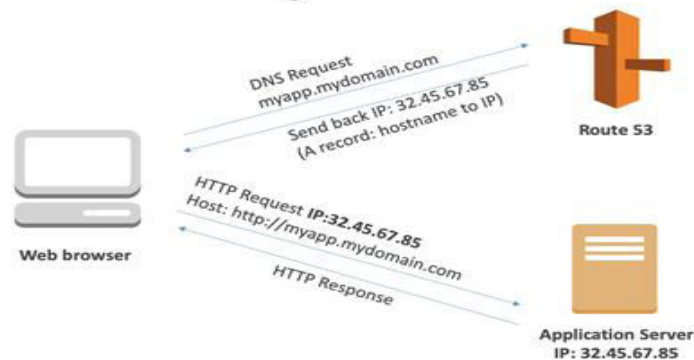 DNS Request
myapp.mydomain.com
Send back IP: 32.45.67.85
(A record: hostname to IP)
Route 53
Web browser
HTTP Request IP:32.45.67.85
Host: http://myapp.mydomain.com
HTTP Response
Application Server
IP: 32.45.67.85